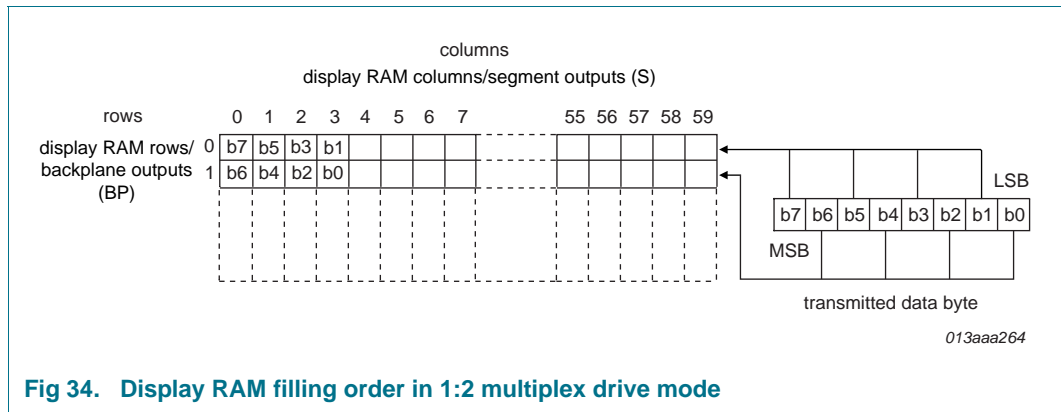 columns
display RAM columns/segment outputs (S)
rows 0 1 2 3 4 5 6 7 55 56 57 58 59
display RAM rows/ 0 b7 b5 b3 b1
backplane outputs 1 b6 b4 b2 b0
(BP)
LSB
b7 b6 b5 b4 b3 b2 b1 b0
MSB
transmitted data byte
013aaa264
Fig 34. Display RAM filling order in 1:2 multiplex drive mode